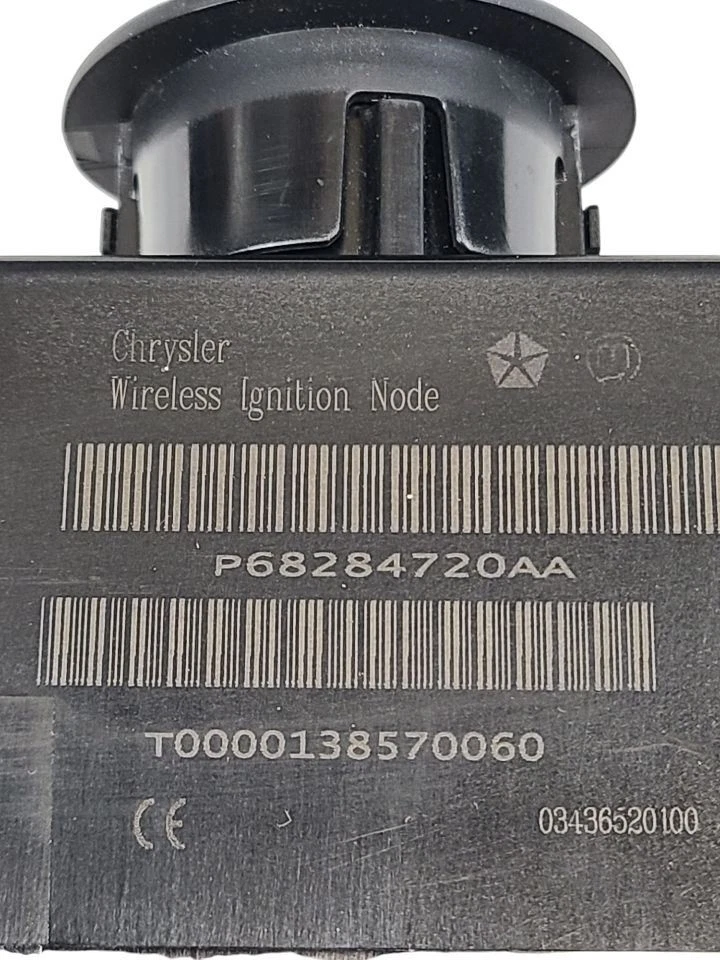 Chrysler
Wireless Ignition Node
P68284720AA
T0000138570060
CE
03436520100